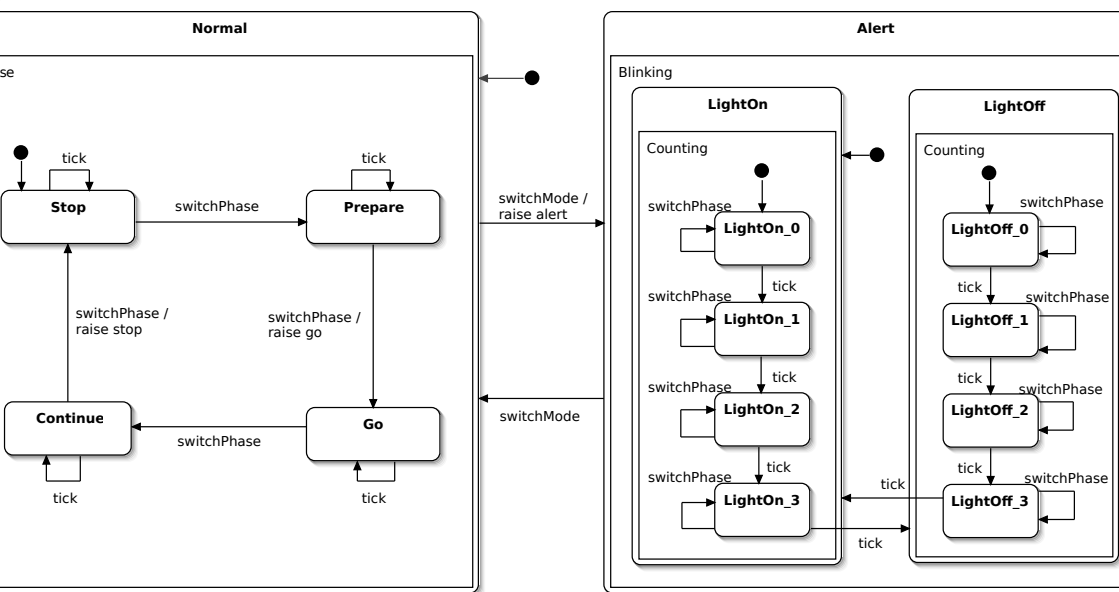 Normal
se
tick
Stop
switchPhase
tick
Prepare
switchPhase /
raise stop
switchPhase /
raise go
Continue
switchPhase
Go
tick
tick
switchMode /
raise alert
switchMode
Alert
Blinking
LightOn
Counting
switchPhase
LightOn_0
tick
switchPhase
LightOn_1
tick
switchPhase
LightOn_2
tick
switchPhase
LightOn_3
tick
tick
LightOff
Counting
switchPhase
LightOff_0
tick
switchPhase
LightOff_1
tick
switchPhase
LightOff_2
tick
switchPhase
LightOff_3